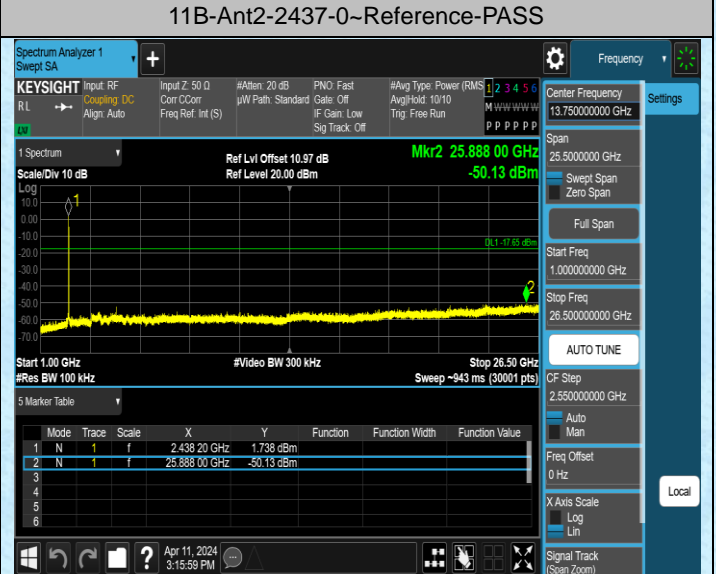 11B-Ant2-2437-0~Reference-PASS
Spectrum Analyzer 1
Swept SA
Frequency
KEYSIGHT
RL
LXI
Input: RF
Coupling: DC
Align: Auto
Input Z: 50 Ω
Corr CCorr
Freq Ref: Int (S)
#Atten: 20 dB
µW Path: Standard
PNO: Fast
Gate: Off
IF Gain: Low
Sig Track: Off
#Avg Type: Power (RMS
Avg|Hold: 10/10
Trig: Free Run
1 2 3 4 5 6
M W W W W W
P P P P P P
1 Spectrum
Scale/Div 10 dB
Ref Lvl Offset 10.97 dB
Ref Level 20.00 dBm
Mkr2 25.888 00 GHz
-50.13 dBm
Log
10.0
0.00
-10.0
-20.0
-30.0
-40.0
-50.0
-60.0
-70.0
1
DL1 -17.65 dBm
2
Start 1.00 GHz
#Video BW 300 kHz
Stop 26.50 GHz
#Res BW 100 kHz
Sweep ~943 ms (30001 pts)
5 Marker Table
Mode Trace Scale X Y Function Function Width Function Value
1 N 1 f 2.438 20 GHz 1.738 dBm
2 N 1 f 25.888 00 GHz -50.13 dBm
3
4
5
6
Apr 11, 2024
3:15:59 PM
Center Frequency
13.750000000 GHz
Settings
Span
25.5000000 GHz
Swept Span
Zero Span
Full Span
Start Freq
1.000000000 GHz
Stop Freq
26.500000000 GHz
AUTO TUNE
CF Step
2.550000000 GHz
Auto
Man
Freq Offset
0 Hz
X Axis Scale
Log
Lin
Local
Signal Track
(Span Zoom)